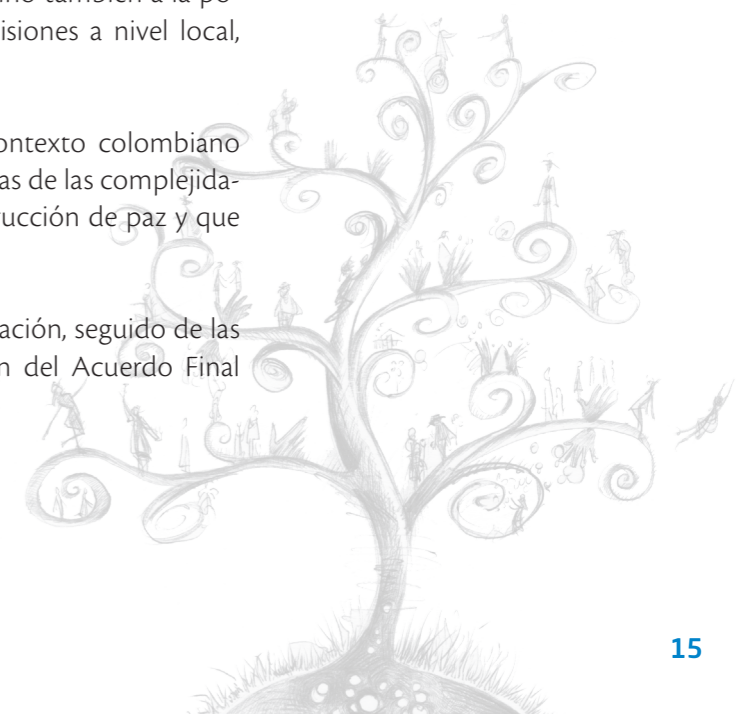 también a la po-
isiones a nivel local,
ontexto colombiano
as de las complejida-
rucción de paz y que
ación, seguido de las
n del Acuerdo Final
15